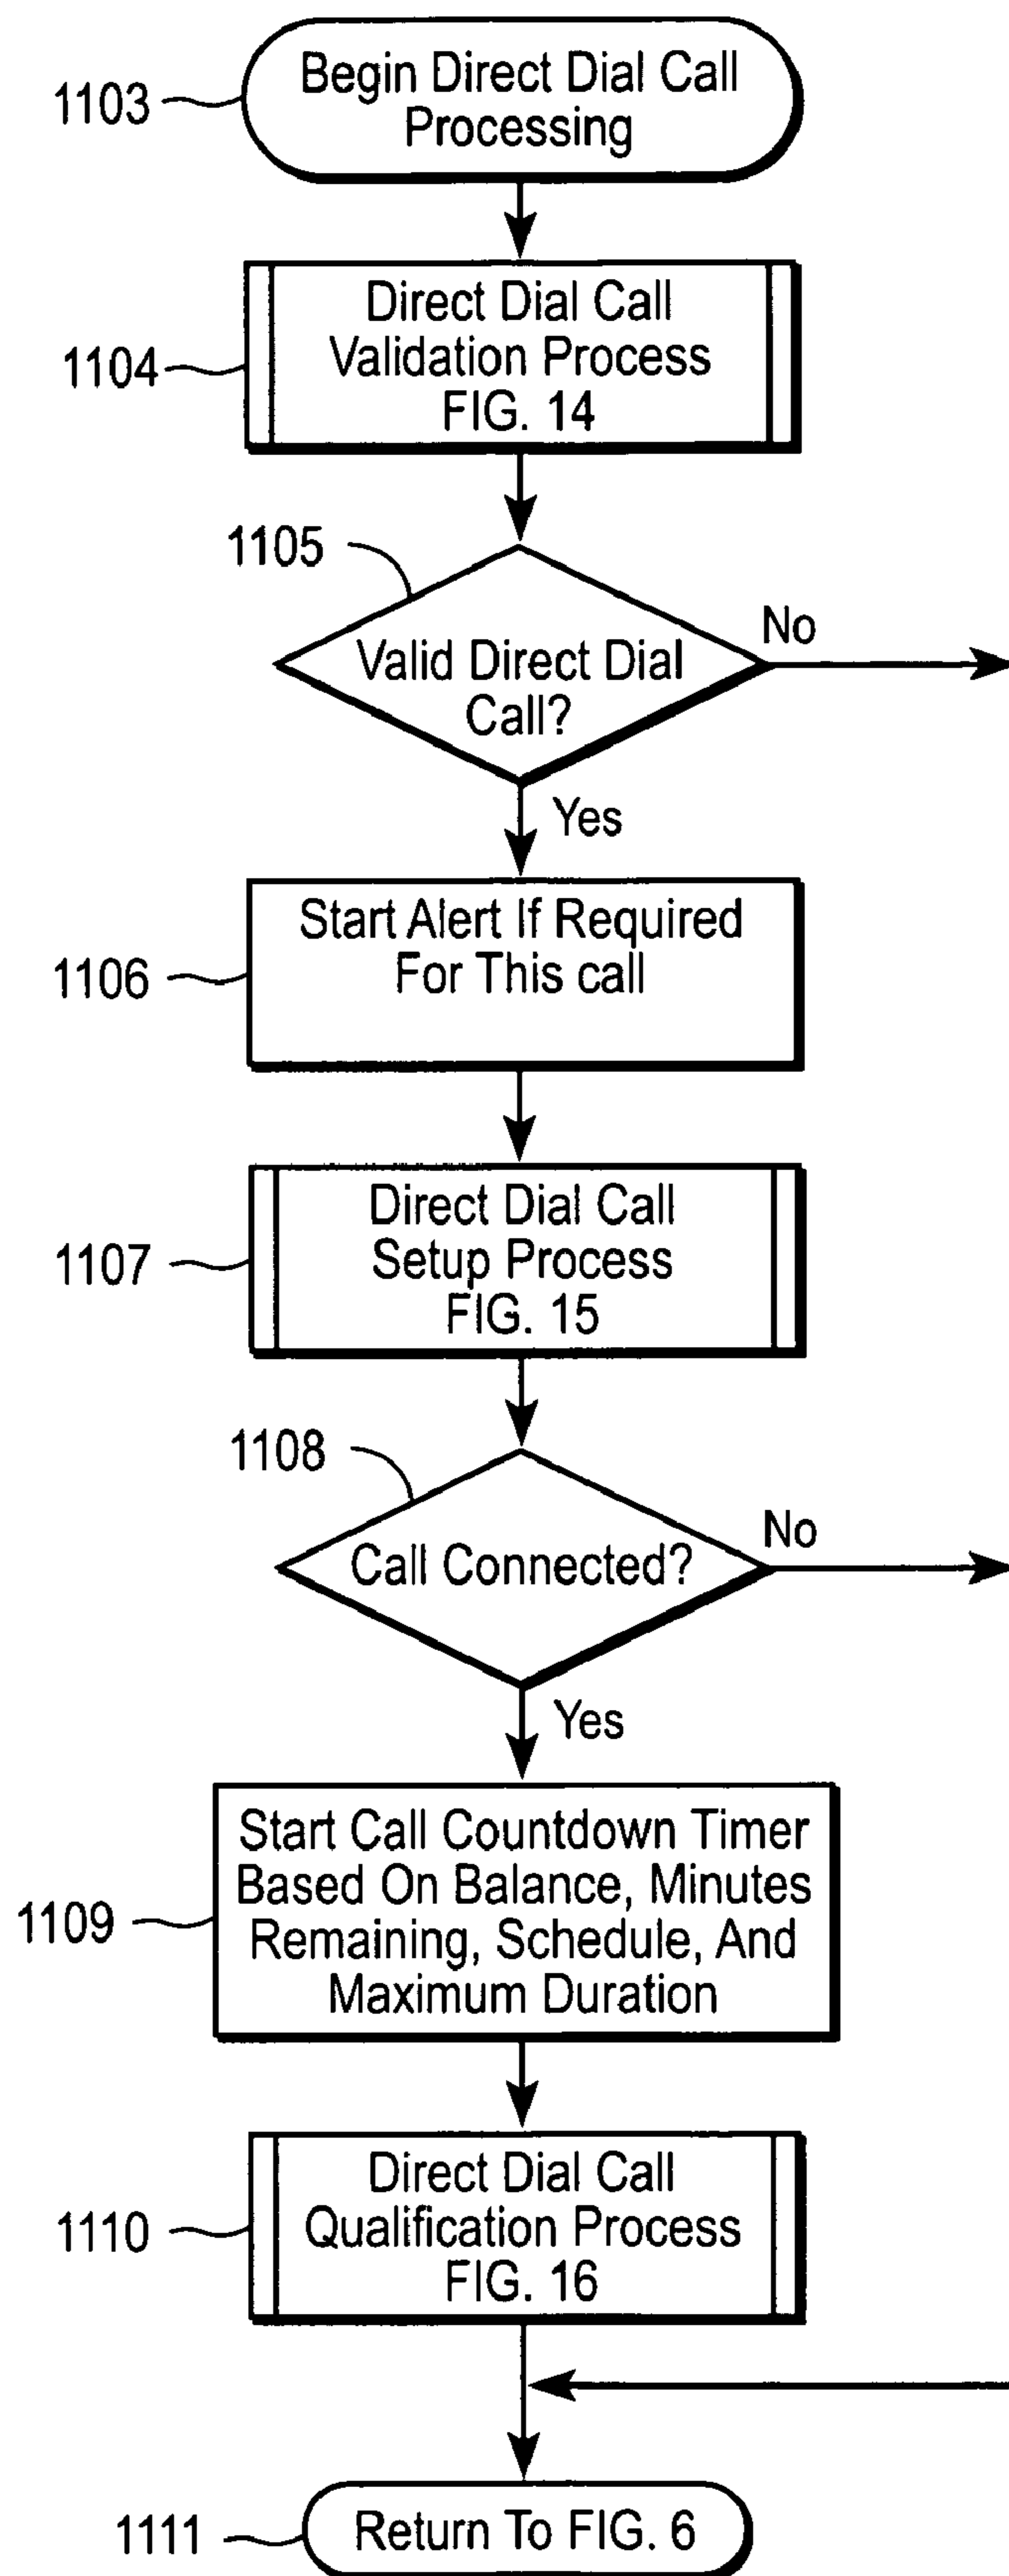 1103
Begin Direct Dial Call
Processing
1104
Direct Dial Call
Validation Process
FIG. 14
1105
Valid Direct Dial
Call?
No
Yes
1106
Start Alert If Required
For This call
1107
Direct Dial Call
Setup Process
FIG. 15
1108
Call Connected?
No
Yes
1109
Start Call Countdown Timer
Based On Balance, Minutes
Remaining, Schedule, And
Maximum Duration
1110
Direct Dial Call
Qualification Process
FIG. 16
1111
Return To FIG. 6